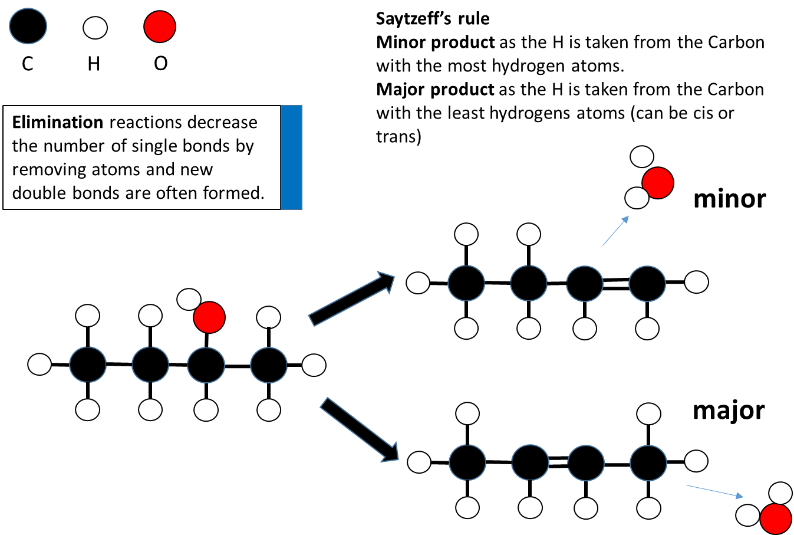 C H O
Saytzeff’s rule
Minor product as the H is taken from the Carbon
with the most hydrogen atoms.
Major product as the H is taken from the Carbon
with the least hydrogens atoms (can be cis or
trans)
Elimination reactions decrease
the number of single bonds by
removing atoms and new
double bonds are often formed.
minor
major